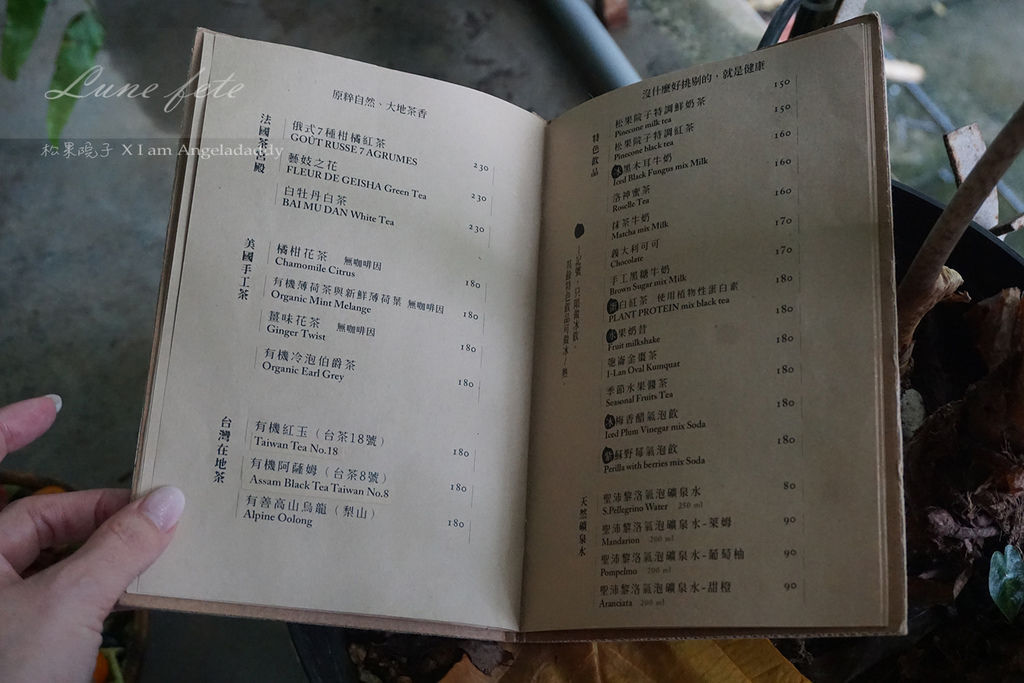 Lune fete
松果院子 X I am Angeladaddy
原粹自然、大地茶香
法國茶宮殿
俄式7種柑橘紅茶
GOÛT RUSSE 7 AGRUMES 230
藝妓之花
FLEUR DE GEISHA Green Tea 230
白牡丹白茶
BAI MU DAN White Tea 230
美國手工茶
橘柑花茶 無咖啡因
Chamomile Citrus 180
有機薄荷茶與新鮮薄荷葉 無咖啡因
Organic Mint Melange 180
薑味花茶 無咖啡因
Ginger Twist 180
有機冷泡伯爵茶
Organic Earl Grey 180
台灣在地茶
有機紅玉（台茶18號）
Taiwan Tea No.18 180
有機阿薩姆（台茶8號）
Assam Black Tea Taiwan No.8 180
有善高山烏龍（梨山）
Alpine Oolong 180
沒什麼好挑剔的，就是健康
特色飲品
松果院子特調鮮奶茶 150
Pinecone milk tea
松果院子特調紅茶 150
Pinecone black tea
冰黑木耳牛奶 160
Iced Black Fungus mix Milk
洛神蜜茶 160
Roselle Tea
抹茶牛奶 160
Matcha mix Milk
義大利可可 170
Chocolate
手工黑糖牛奶 170
Brown Sugar mix Milk
蛋白紅茶 使用植物性蛋白素 180
PLANT PROTEIN mix black tea
水果奶昔 180
Fruit milkshake
I-Lan Oval Kumquat 180
季節水果醬茶 180
Seasonal Fruits Tea
冰梅香醋氣泡飲 180
Iced Plum Vinegar mix Soda
紫蘇野莓氣泡飲 180
Perilla with berries mix Soda
天然礦泉水
聖沛黎洛氣泡礦泉水 80
S.Pellegrino Water 250 ml
聖沛黎洛氣泡礦泉水-萊姆 90
Mandarion 200 ml
聖沛黎洛氣泡礦泉水-葡萄柚 90
Pompelmo 200 ml
聖沛黎洛氣泡礦泉水-甜橙 90
Aranciata 200 ml